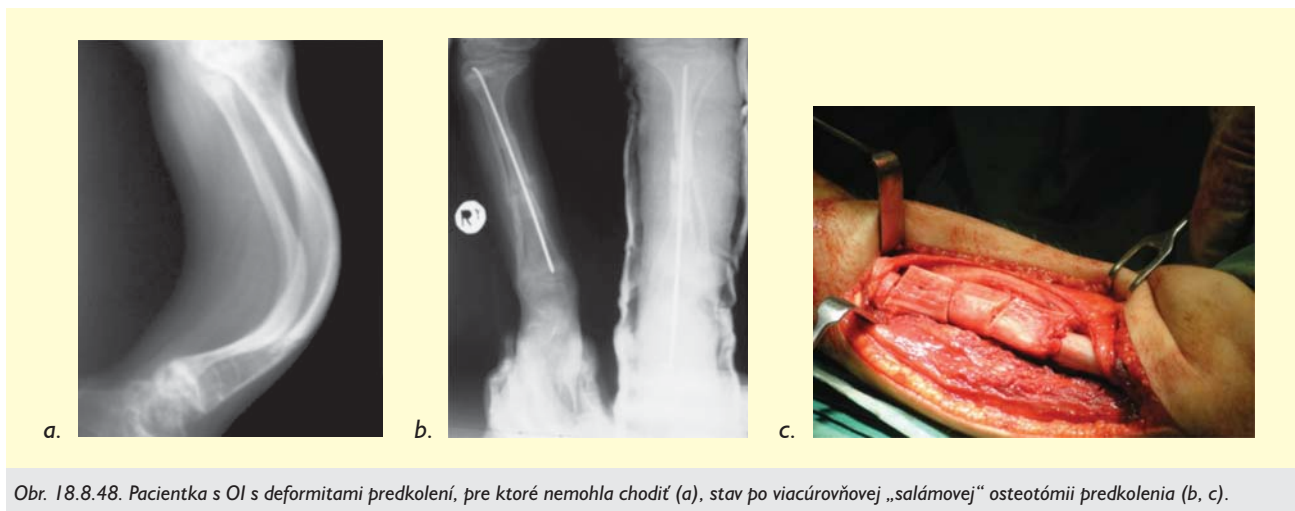 R
a.
b.
c.
Obr. 18.8.48. Pacientka s OI s deformitami predkolení, pre ktoré nemohla chodiť (a), stav po viacúrovňovej „salámovej“ osteotómii predkolenia (b, c).